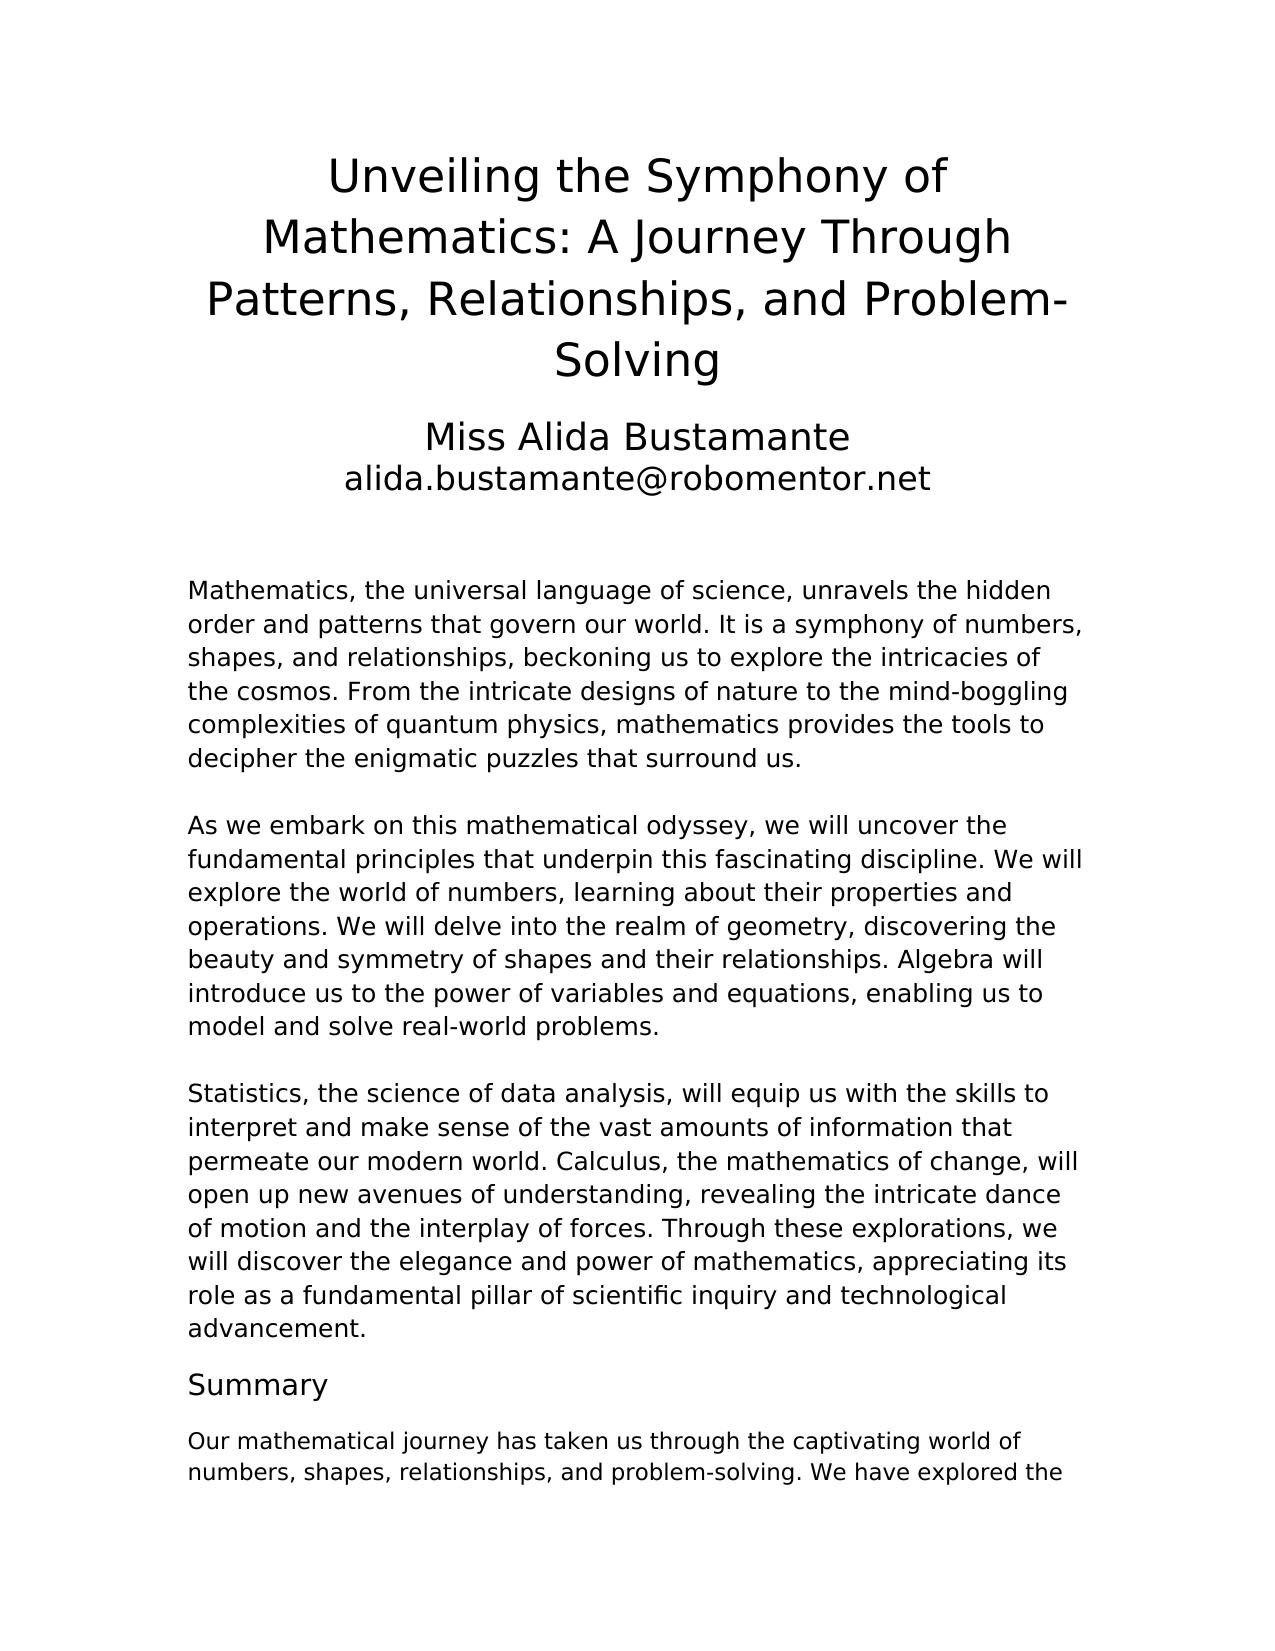 Unveiling the Symphony of
Mathematics: A Journey Through
Patterns, Relationships, and Problem-
Solving
Miss Alida Bustamante
alida.bustamante@robomentor.net
Mathematics, the universal language of science, unravels the hidden
order and patterns that govern our world. It is a symphony of numbers,
shapes, and relationships, beckoning us to explore the intricacies of
the cosmos. From the intricate designs of nature to the mind-boggling
complexities of quantum physics, mathematics provides the tools to
decipher the enigmatic puzzles that surround us.
As we embark on this mathematical odyssey, we will uncover the
fundamental principles that underpin this fascinating discipline. We will
explore the world of numbers, learning about their properties and
operations. We will delve into the realm of geometry, discovering the
beauty and symmetry of shapes and their relationships. Algebra will
introduce us to the power of variables and equations, enabling us to
model and solve real-world problems.
Statistics, the science of data analysis, will equip us with the skills to
interpret and make sense of the vast amounts of information that
permeate our modern world. Calculus, the mathematics of change, will
open up new avenues of understanding, revealing the intricate dance
of motion and the interplay of forces. Through these explorations, we
will discover the elegance and power of mathematics, appreciating its
role as a fundamental pillar of scientific inquiry and technological
advancement.
Summary
Our mathematical journey has taken us through the captivating world of
numbers, shapes, relationships, and problem-solving. We have explored the